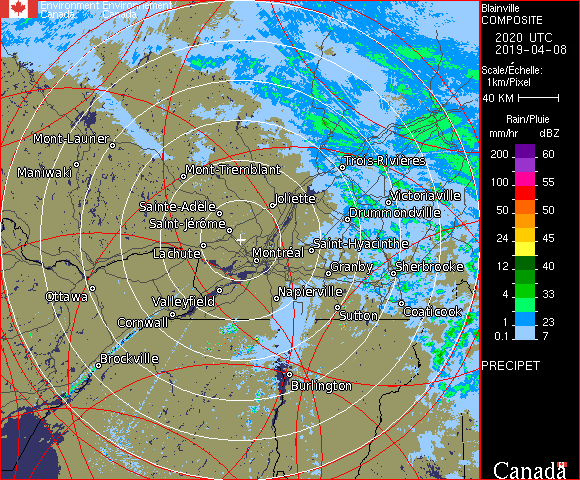 Environment Environnement
Canada Canada
Mont-Laurier
Maniwaki
Mont-Tremblant
Trois-Rivières
Joliette
Victoriaville
Sainte-Adele
Drummondville
Saint-Jérôme
Lachute
Montréal
Saint-Hyacinthe
Granby
Sherbrooke
Ottawa
Valleyfield
Napierville
Cornwall
Sutton
Coaticook
Brockville
Burlington
Blainville
COMPOSITE
2020 UTC
2019-04-08
Scale/Échelle:
1km/Pixel
40 KM
Rain/Pluie
mm/hr dBZ
200 60
100 55
50 50
24 45
12 40
4 33
1 23
0.1 7
PRECIPET
Canada